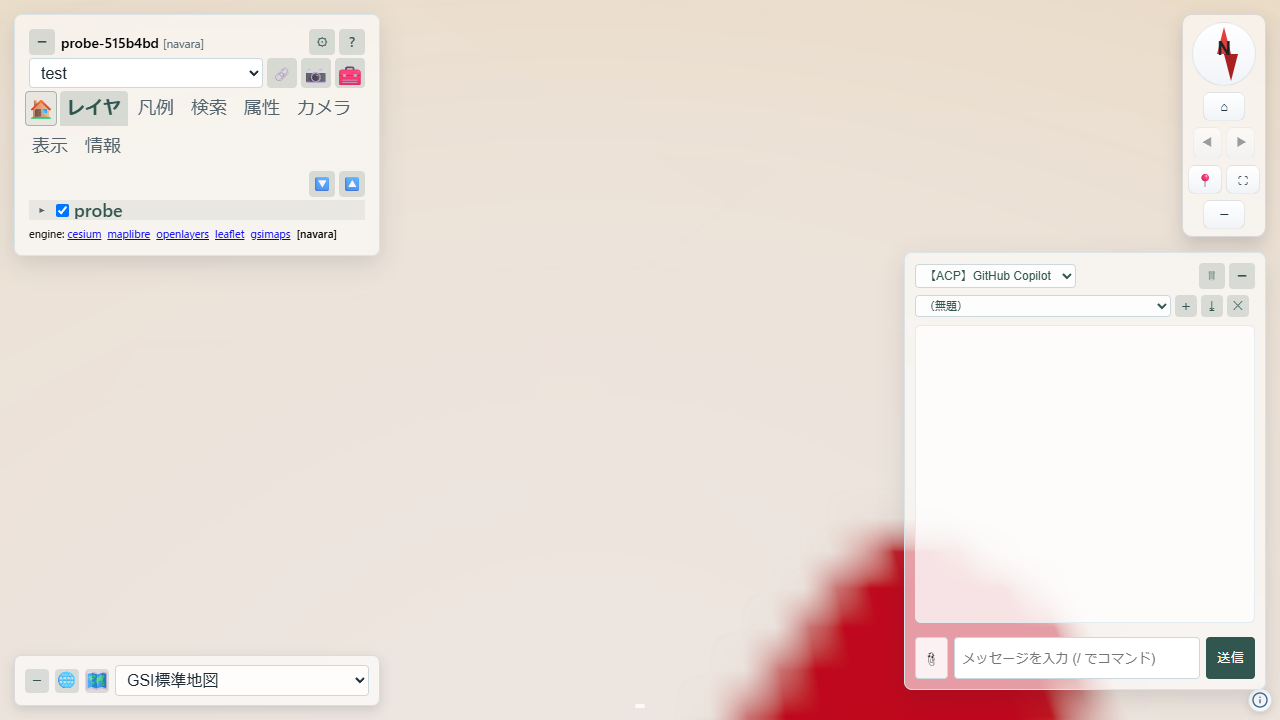 − probe-515b4bd [navara] ⚙ ?
test
レイヤ 凡例 検索 属性 カメラ
表示 情報
▸ probe
engine: cesium maplibre openlayers leaflet gsimaps [navara]
N
【ACP】GitHub Copilot −
（無題） +
メッセージを入力 (/ でコマンド) 送信
− GSI標準地図